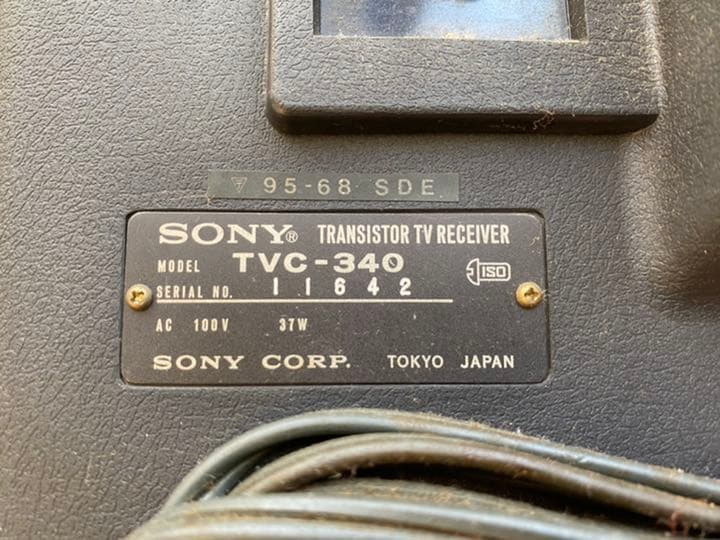 ▽ 95-68 SDE
SONY® TRANSISTOR TV RECEIVER
MODEL TVC-340
ISO
SERIAL NO. 11642
AC 100V 37W
SONY CORP. TOKYO JAPAN